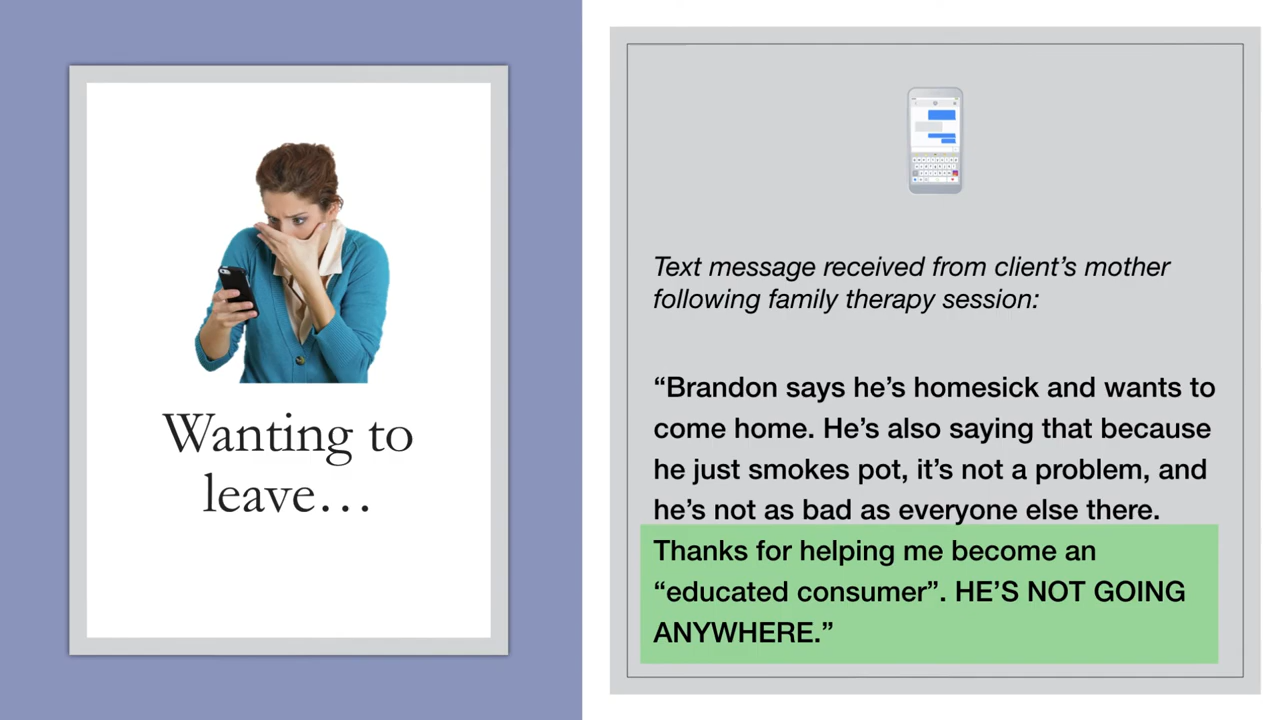 Wanting to
leave…
Text message received from client’s mother
following family therapy session:
“Brandon says he’s homesick and wants to
come home. He’s also saying that because
he just smokes pot, it’s not a problem, and
he’s not as bad as everyone else there.
Thanks for helping me become an
“educated consumer”. HE’S NOT GOING
ANYWHERE.”